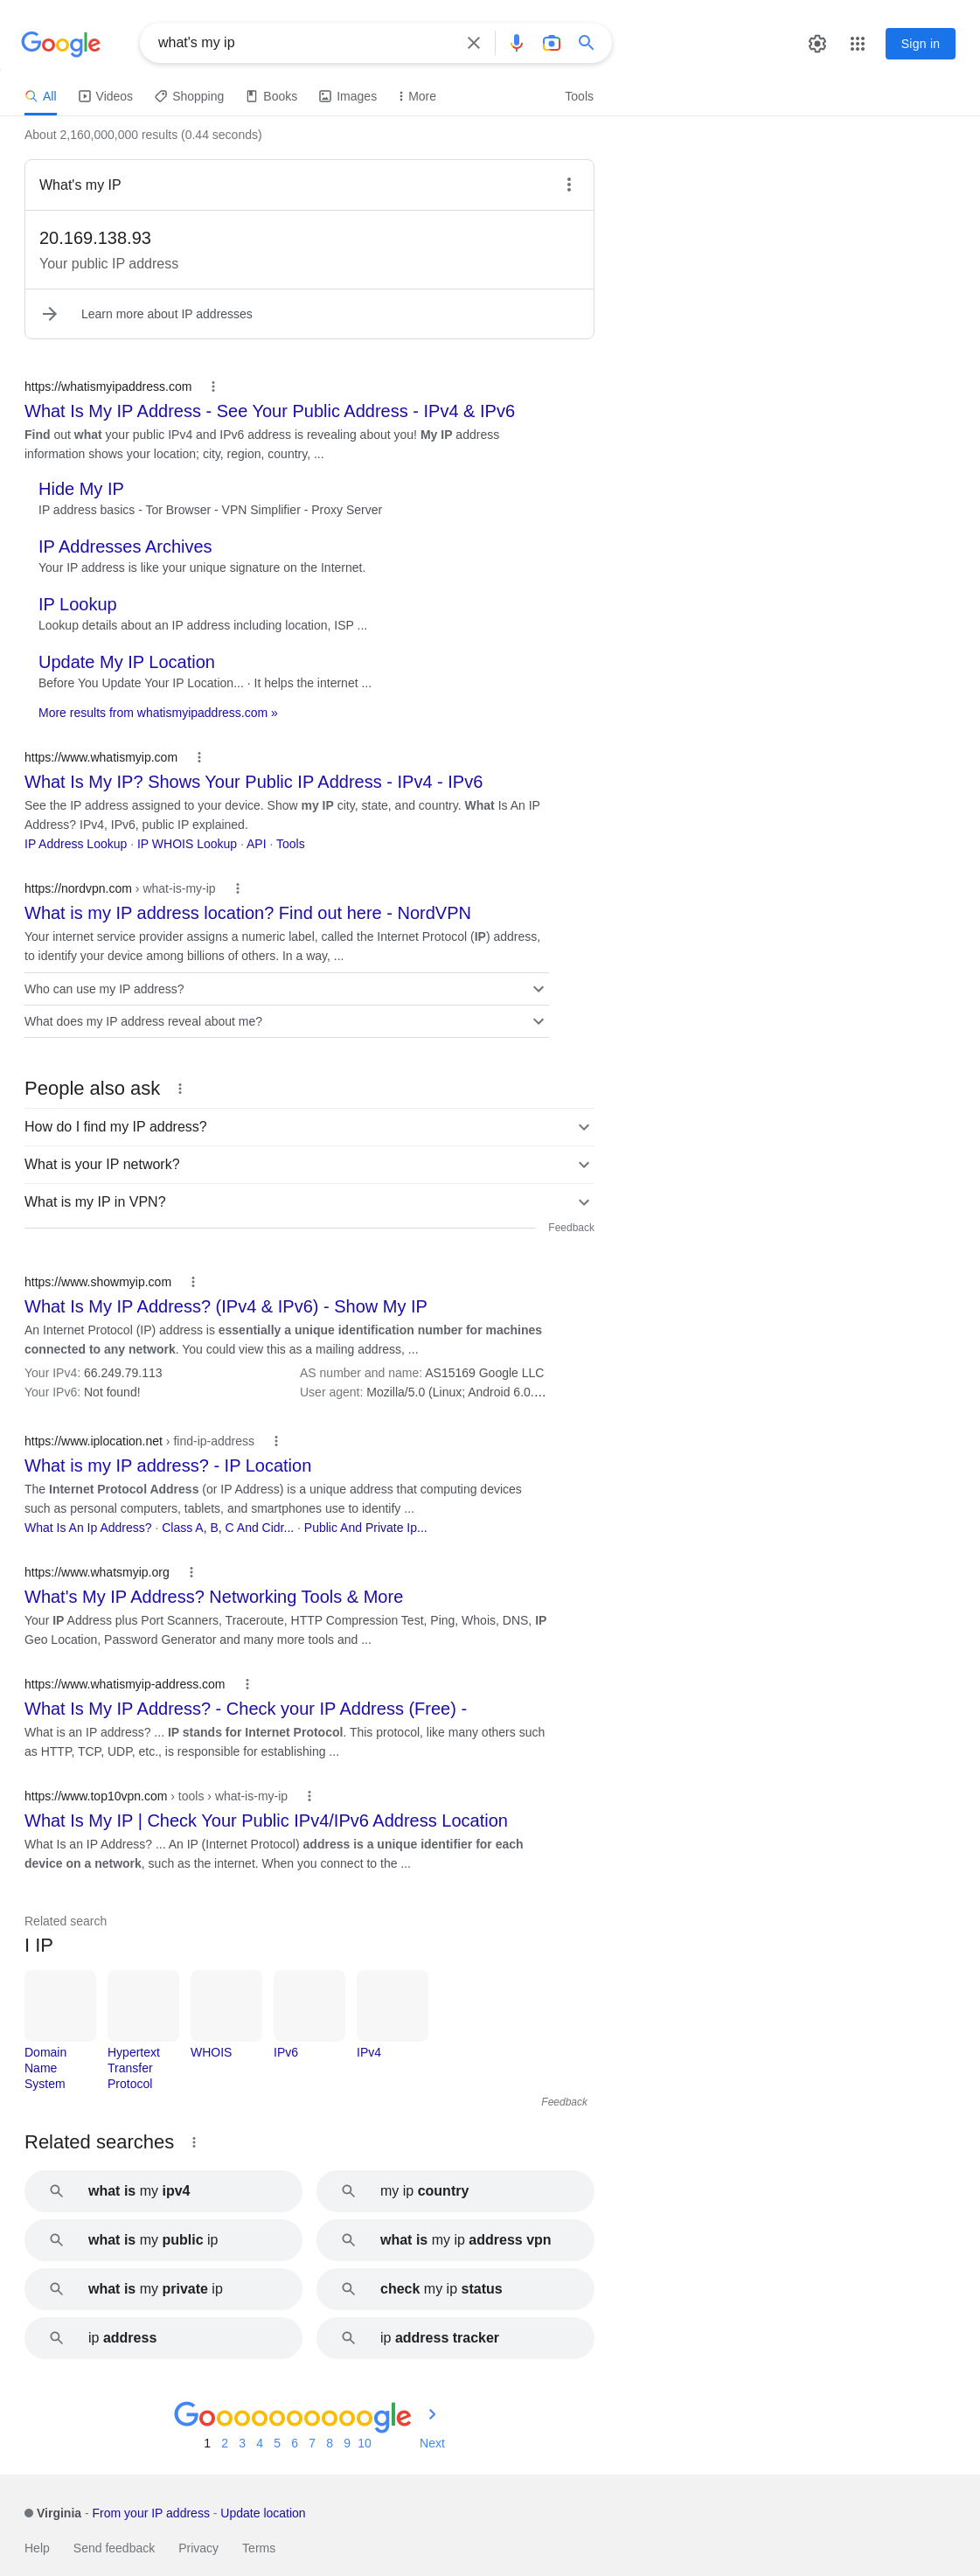 Google
what's my ip
Sign in
All Videos Shopping Books Images More Tools
About 2,160,000,000 results (0.44 seconds)
What's my IP
20.169.138.93
Your public IP address
Learn more about IP addresses
https://whatismyipaddress.com
What Is My IP Address - See Your Public Address - IPv4 & IPv6
Find out what your public IPv4 and IPv6 address is revealing about you! My IP address
information shows your location; city, region, country, ...
Hide My IP
IP address basics - Tor Browser - VPN Simplifier - Proxy Server
IP Addresses Archives
Your IP address is like your unique signature on the Internet.
IP Lookup
Lookup details about an IP address including location, ISP ...
Update My IP Location
Before You Update Your IP Location... · It helps the internet ...
More results from whatismyipaddress.com »
https://www.whatismyip.com
What Is My IP? Shows Your Public IP Address - IPv4 - IPv6
See the IP address assigned to your device. Show my IP city, state, and country. What Is An IP
Address? IPv4, IPv6, public IP explained.
IP Address Lookup · IP WHOIS Lookup · API · Tools
https://nordvpn.com › what-is-my-ip
What is my IP address location? Find out here - NordVPN
Your internet service provider assigns a numeric label, called the Internet Protocol (IP) address,
to identify your device among billions of others. In a way, ...
Who can use my IP address?
What does my IP address reveal about me?
People also ask
How do I find my IP address?
What is your IP network?
What is my IP in VPN?
Feedback
https://www.showmyip.com
What Is My IP Address? (IPv4 & IPv6) - Show My IP
An Internet Protocol (IP) address is essentially a unique identification number for machines
connected to any network. You could view this as a mailing address, ...
Your IPv4: 66.249.79.113 AS number and name: AS15169 Google LLC
Your IPv6: Not found! User agent: Mozilla/5.0 (Linux; Android 6.0....
https://www.iplocation.net › find-ip-address
What is my IP address? - IP Location
The Internet Protocol Address (or IP Address) is a unique address that computing devices
such as personal computers, tablets, and smartphones use to identify ...
What Is An Ip Address? · Class A, B, C And Cidr... · Public And Private Ip...
https://www.whatsmyip.org
What's My IP Address? Networking Tools & More
Your IP Address plus Port Scanners, Traceroute, HTTP Compression Test, Ping, Whois, DNS, IP
Geo Location, Password Generator and many more tools and ...
https://www.whatismyip-address.com
What Is My IP Address? - Check your IP Address (Free) -
What is an IP address? ... IP stands for Internet Protocol. This protocol, like many others such
as HTTP, TCP, UDP, etc., is responsible for establishing ...
https://www.top10vpn.com › tools › what-is-my-ip
What Is My IP | Check Your Public IPv4/IPv6 Address Location
What Is an IP Address? ... An IP (Internet Protocol) address is a unique identifier for each
device on a network, such as the internet. When you connect to the ...
Related search
I IP
Domain Name System
Hypertext Transfer Protocol
WHOIS
IPv6
IPv4
Feedback
Related searches
what is my ipv4
my ip country
what is my public ip
what is my ip address vpn
what is my private ip
check my ip status
ip address
ip address tracker
Goooooooooogle
1 2 3 4 5 6 7 8 9 10 Next
Virginia - From your IP address - Update location
Help Send feedback Privacy Terms